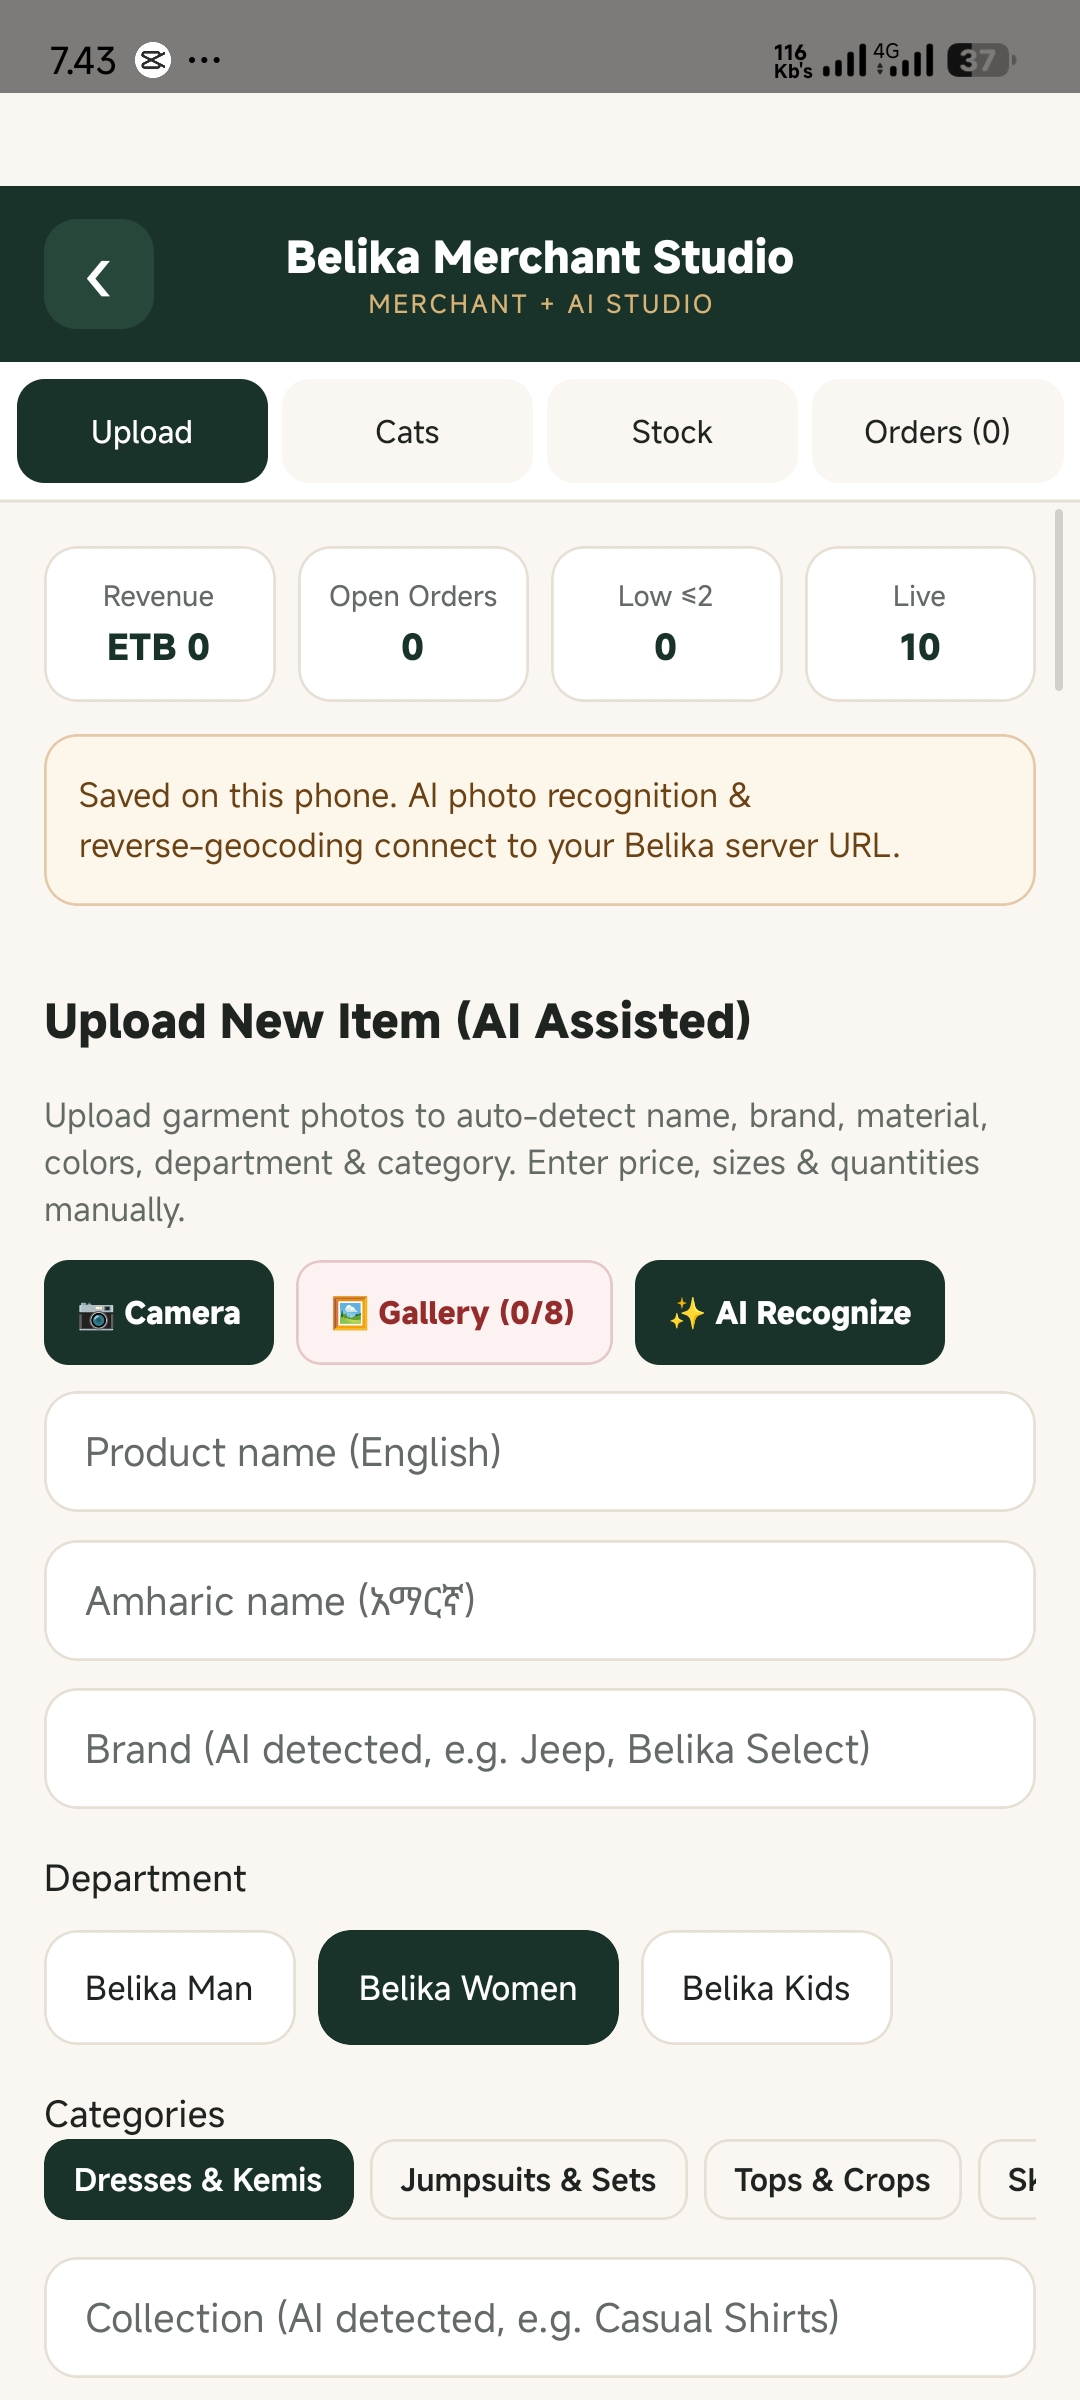 7.43 ...
116 Kb's 4G 37
Belika Merchant Studio
MERCHANT + AI STUDIO
Upload Cats Stock Orders (0)
Revenue Open Orders Low ≤2 Live
ETB 0 0 0 10
Saved on this phone. AI photo recognition &
reverse-geocoding connect to your Belika server URL.
Upload New Item (AI Assisted)
Upload garment photos to auto-detect name, brand, material,
colors, department & category. Enter price, sizes & quantities
manually.
Camera Gallery (0/8) AI Recognize
Product name (English)
Amharic name (አማርኛ)
Brand (AI detected, e.g. Jeep, Belika Select)
Department
Belika Man Belika Women Belika Kids
Categories
Dresses & Kemis Jumpsuits & Sets Tops & Crops Sk
Collection (AI detected, e.g. Casual Shirts)